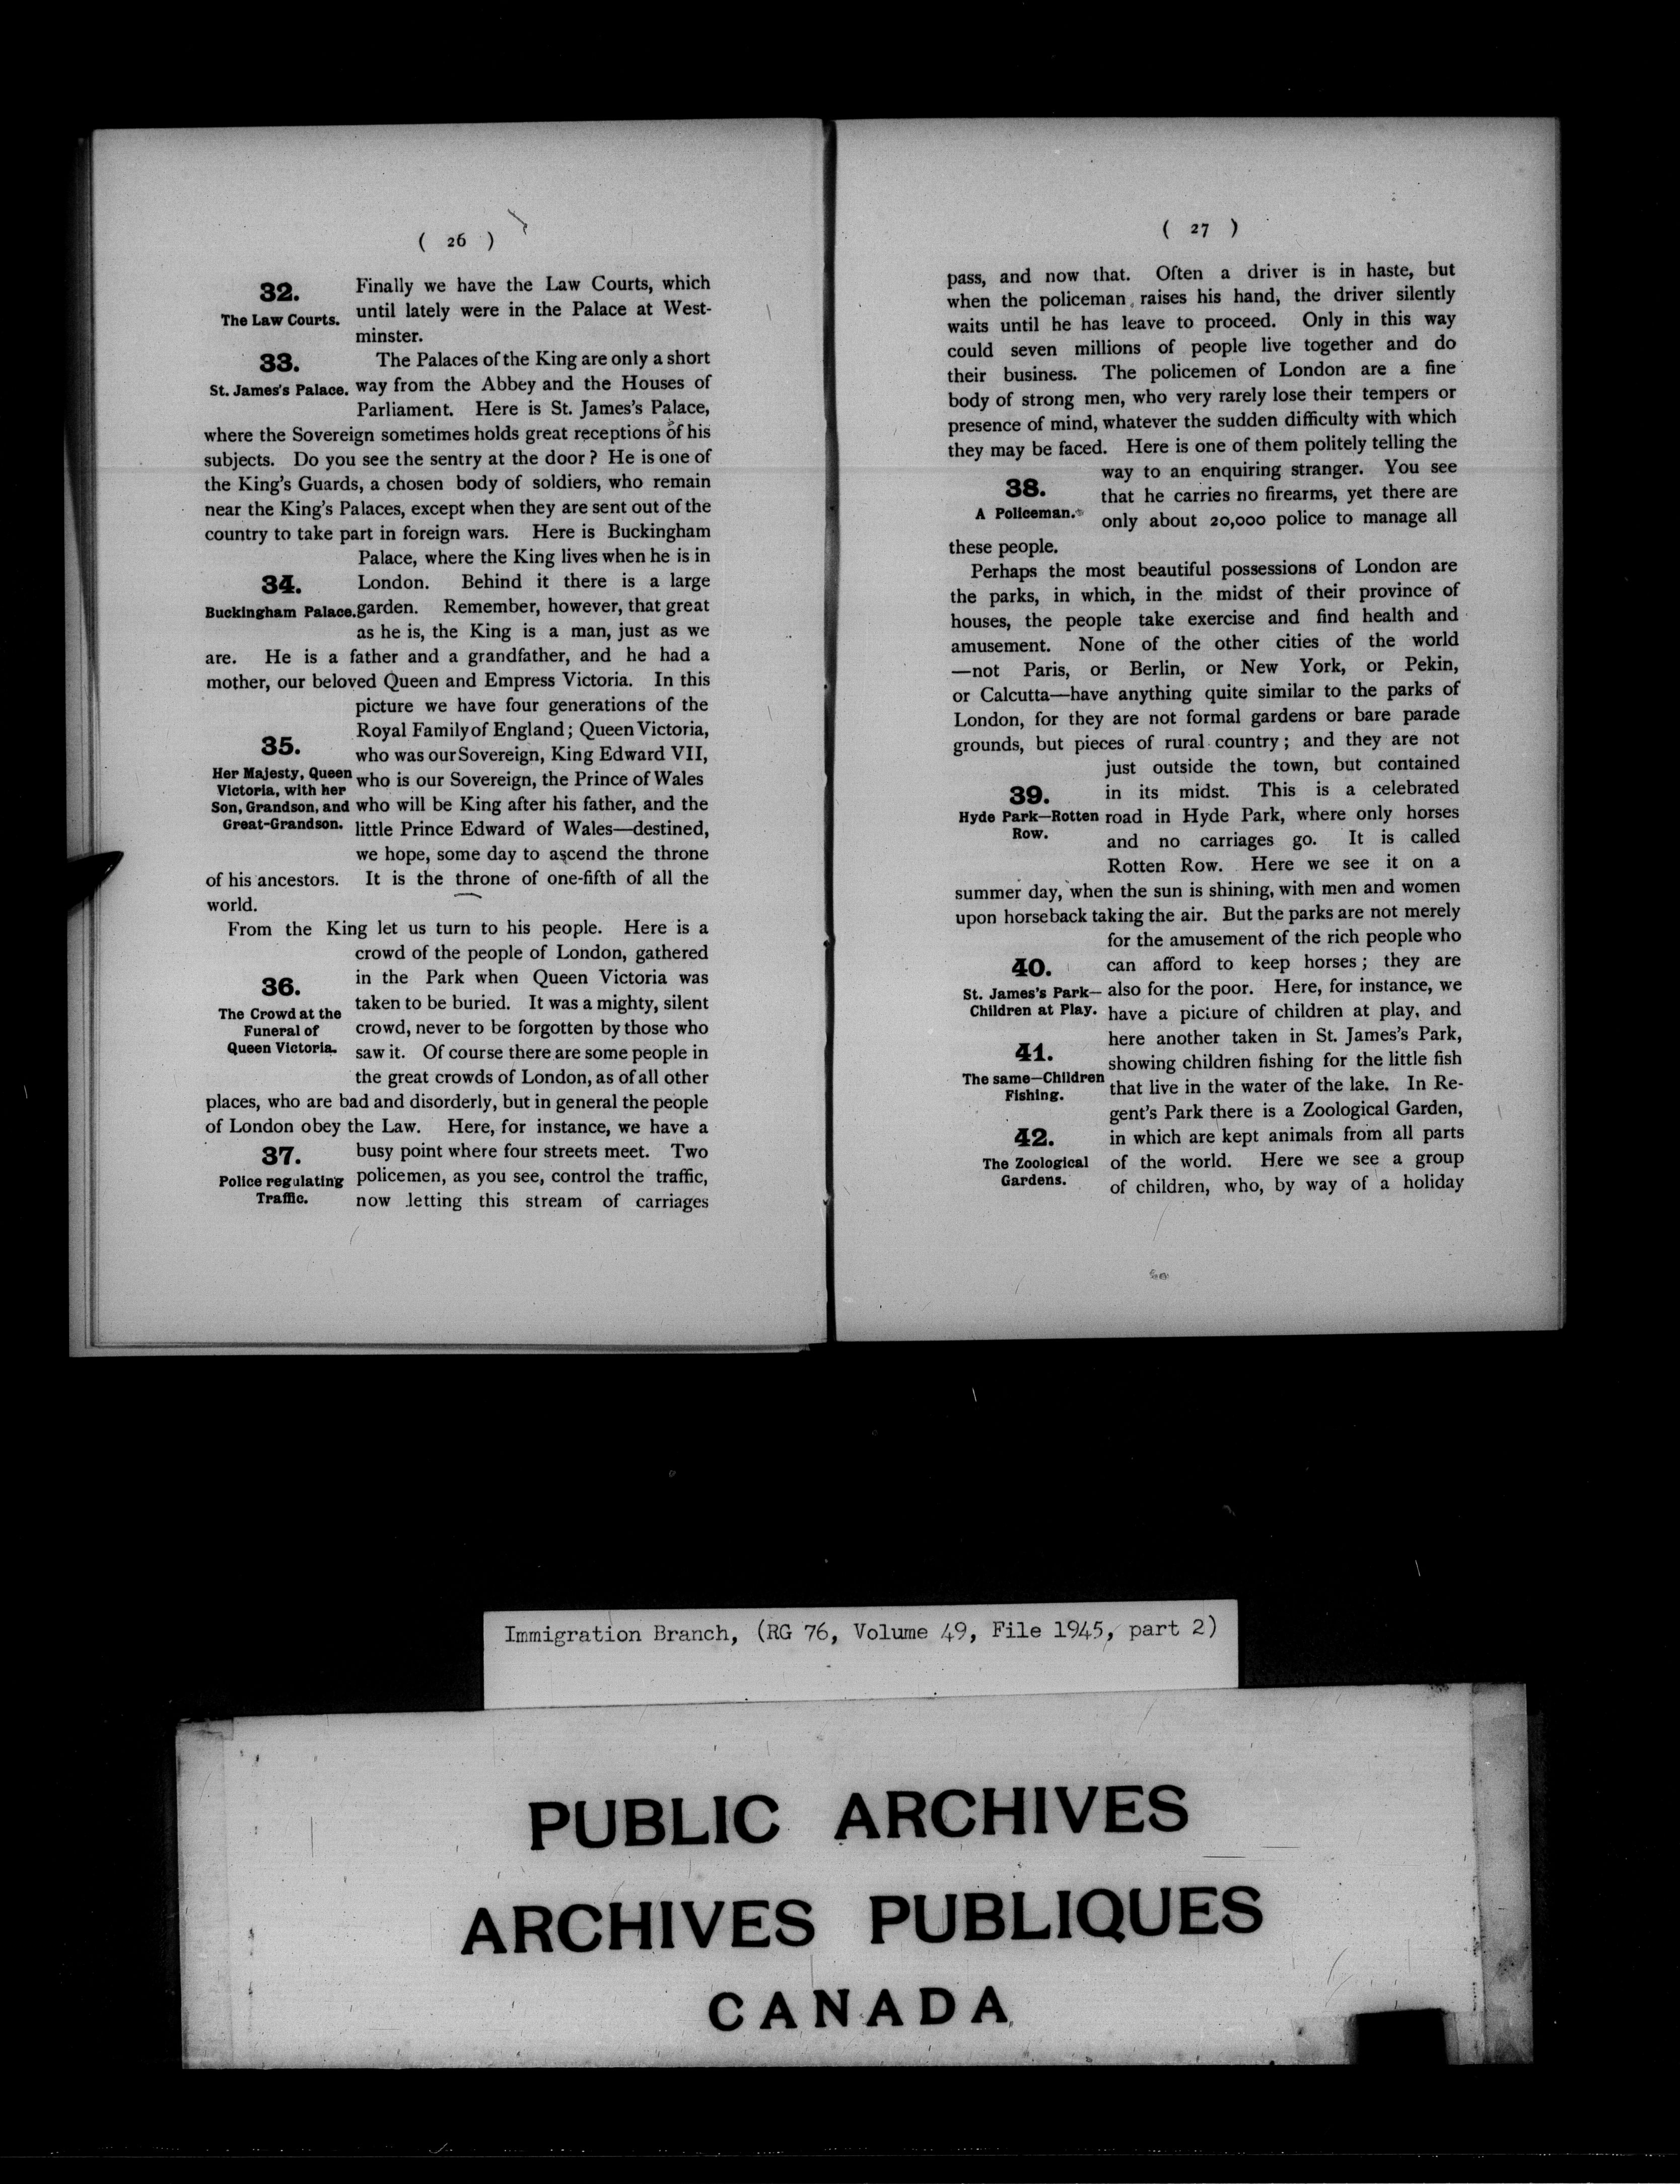 ( 26 )
32.
The Law Courts.
Finally we have the Law Courts, which
until lately were in the Palace at West-
minster.
33.
St. James's Palace.
The Palaces of the King are only a short
way from the Abbey and the Houses of
Parliament. Here is St. James's Palace,
where the Sovereign sometimes holds great receptions of his
subjects. Do you see the sentry at the door? He is one of
the King's Guards, a chosen body of soldiers, who remain
near the King's Palaces, except when they are sent out of the
country to take part in foreign wars. Here is Buckingham
34.
Buckingham Palace.
Palace, where the King lives when he is in
London. Behind it there is a large
garden. Remember, however, that great
as he is, the King is a man, just as we
are. He is a father and a grandfather, and he had a
mother, our beloved Queen and Empress Victoria. In this
35.
Her Majesty, Queen
Victoria, with her
Son, Grandson, and
Great-Grandson.
picture we have four generations of the
Royal Family of England; Queen Victoria,
who was our Sovereign, King Edward VII,
who is our Sovereign, the Prince of Wales
who will be King after his father, and the
little Prince Edward of Wales—destined,
we hope, some day to ascend the throne
of his ancestors. It is the throne of one-fifth of all the
world.
From the King let us turn to his people. Here is a
36.
The Crowd at the
Funeral of
Queen Victoria.
crowd of the people of London, gathered
in the Park when Queen Victoria was
taken to be buried. It was a mighty, silent
crowd, never to be forgotten by those who
saw it. Of course there are some people in
the great crowds of London, as of all other
places, who are bad and disorderly, but in general the people
of London obey the Law. Here, for instance, we have a
37.
Police regulating
Traffic.
busy point where four streets meet. Two
policemen, as you see, control the traffic,
now letting this stream of carriages
( 27 )
pass, and now that. Often a driver is in haste, but
when the policeman raises his hand, the driver silently
waits until he has leave to proceed. Only in this way
could seven millions of people live together and do
their business. The policemen of London are a fine
body of strong men, who very rarely lose their tempers or
presence of mind, whatever the sudden difficulty with which
they may be faced. Here is one of them politely telling the
38.
A Policeman.
way to an enquiring stranger. You see
that he carries no firearms, yet there are
only about 20,000 police to manage all
these people.
Perhaps the most beautiful possessions of London are
the parks, in which, in the midst of their province of
houses, the people take exercise and find health and
amusement. None of the other cities of the world
—not Paris, or Berlin, or New York, or Pekin,
or Calcutta—have anything quite similar to the parks of
London, for they are not formal gardens or bare parade
grounds, but pieces of rural country; and they are not
39.
Hyde Park—Rotten
Row.
just outside the town, but contained
in its midst. This is a celebrated
road in Hyde Park, where only horses
and no carriages go. It is called
Rotten Row. Here we see it on a
summer day, when the sun is shining, with men and women
upon horseback taking the air. But the parks are not merely
40.
St. James's Park—
Children at Play.
for the amusement of the rich people who
can afford to keep horses; they are
also for the poor. Here, for instance, we
have a picture of children at play, and
41.
The same—Children
Fishing.
here another taken in St. James's Park,
showing children fishing for the little fish
that live in the water of the lake. In Re-
gent's Park there is a Zoological Garden,
42.
The Zoological
Gardens.
in which are kept animals from all parts
of the world. Here we see a group
of children, who, by way of a holiday
Immigration Branch, (RG 76, Volume 49, File 1945, part 2)
PUBLIC ARCHIVES
ARCHIVES PUBLIQUES
CANADA